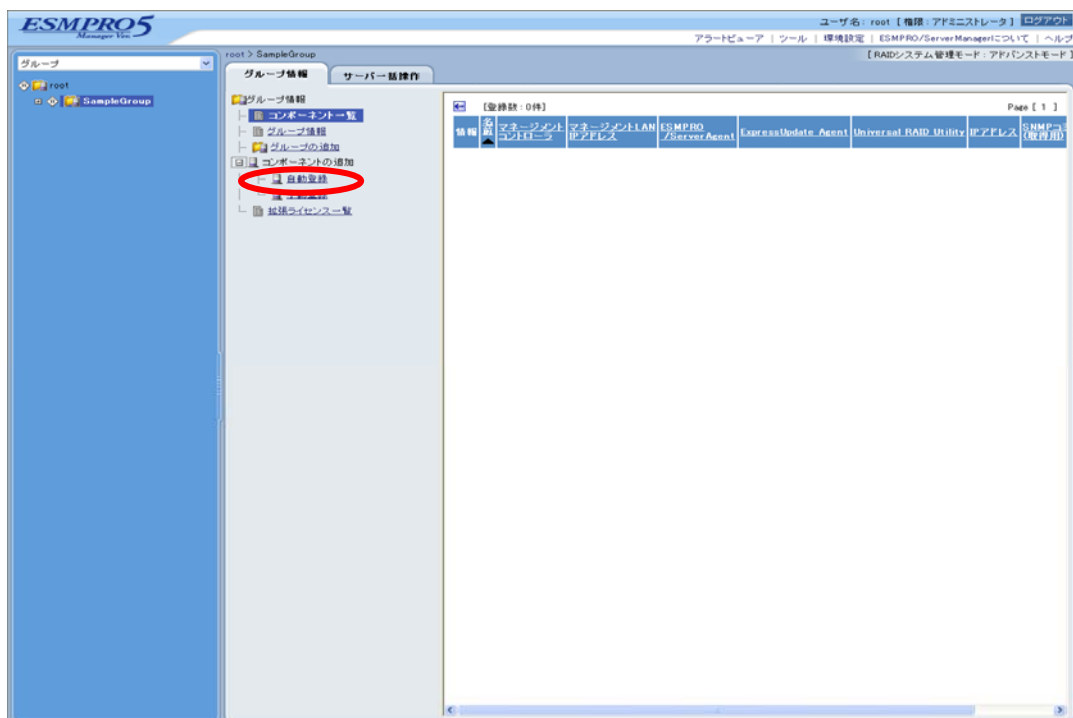 ESMPRO5
Manager Ver.
ユーザ名: root [ 権限:アドミニストレータ ] ログアウト
アラートビューア | ツール | 環境設定 | ESMPRO/ServerManagerについて | ヘルプ
グループ
root > SampleGroup
[ RAIDシステム管理モード:アドバンストモード ]
root
SampleGroup
グループ情報
サーバ一括操作
グループ情報
コンポーネント一覧
グループ情報
グループの追加
コンポーネントの追加
自動登録
拡張ライセンス一覧
[登録数:0件]
Page [ 1 ]
情報
名前
マネージメントコントローラ
マネージメントLAN IPアドレス
ESMPRO/ServerAgent
ExpressUpdate Agent
Universal RAID Utility
IPアドレス
SNMPコミ
(取得用)